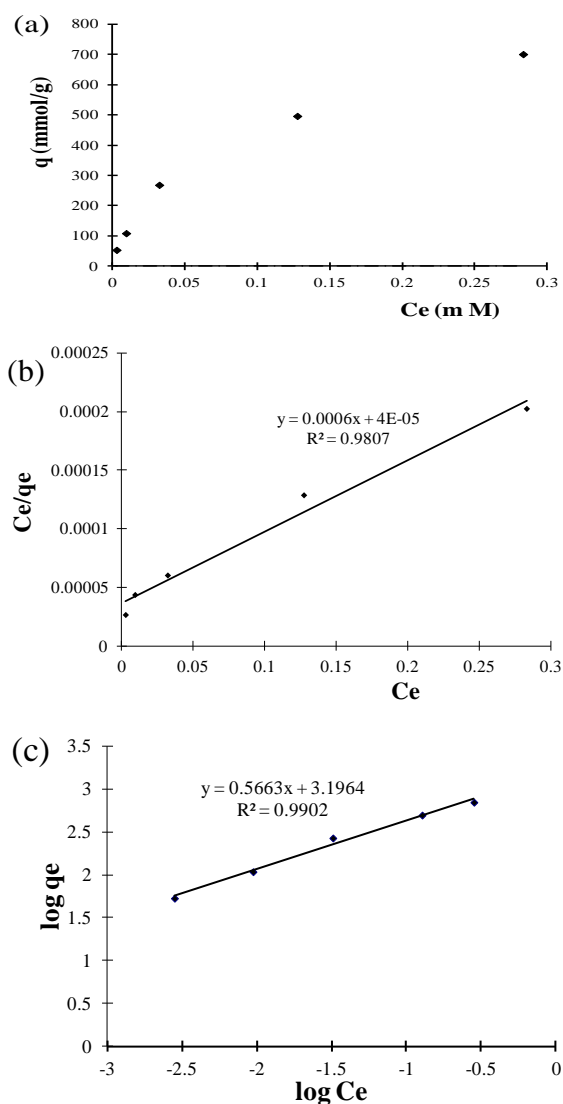 (a)
800
700
600
500
400
300
200
100
0
q (mmol/g)
0 0.05 0.1 0.15 0.2 0.25 0.3
Ce (m M)
(b)
0.00025
0.0002
0.00015
0.0001
0.00005
0
Ce/qe
y = 0.0006x + 4E-05
R² = 0.9807
0 0.05 0.1 0.15 0.2 0.25 0.3
Ce
(c)
3.5
3
2.5
2
1.5
1
0.5
0
log qe
y = 0.5663x + 3.1964
R² = 0.9902
-3 -2.5 -2 -1.5 -1 -0.5 0
log Ce